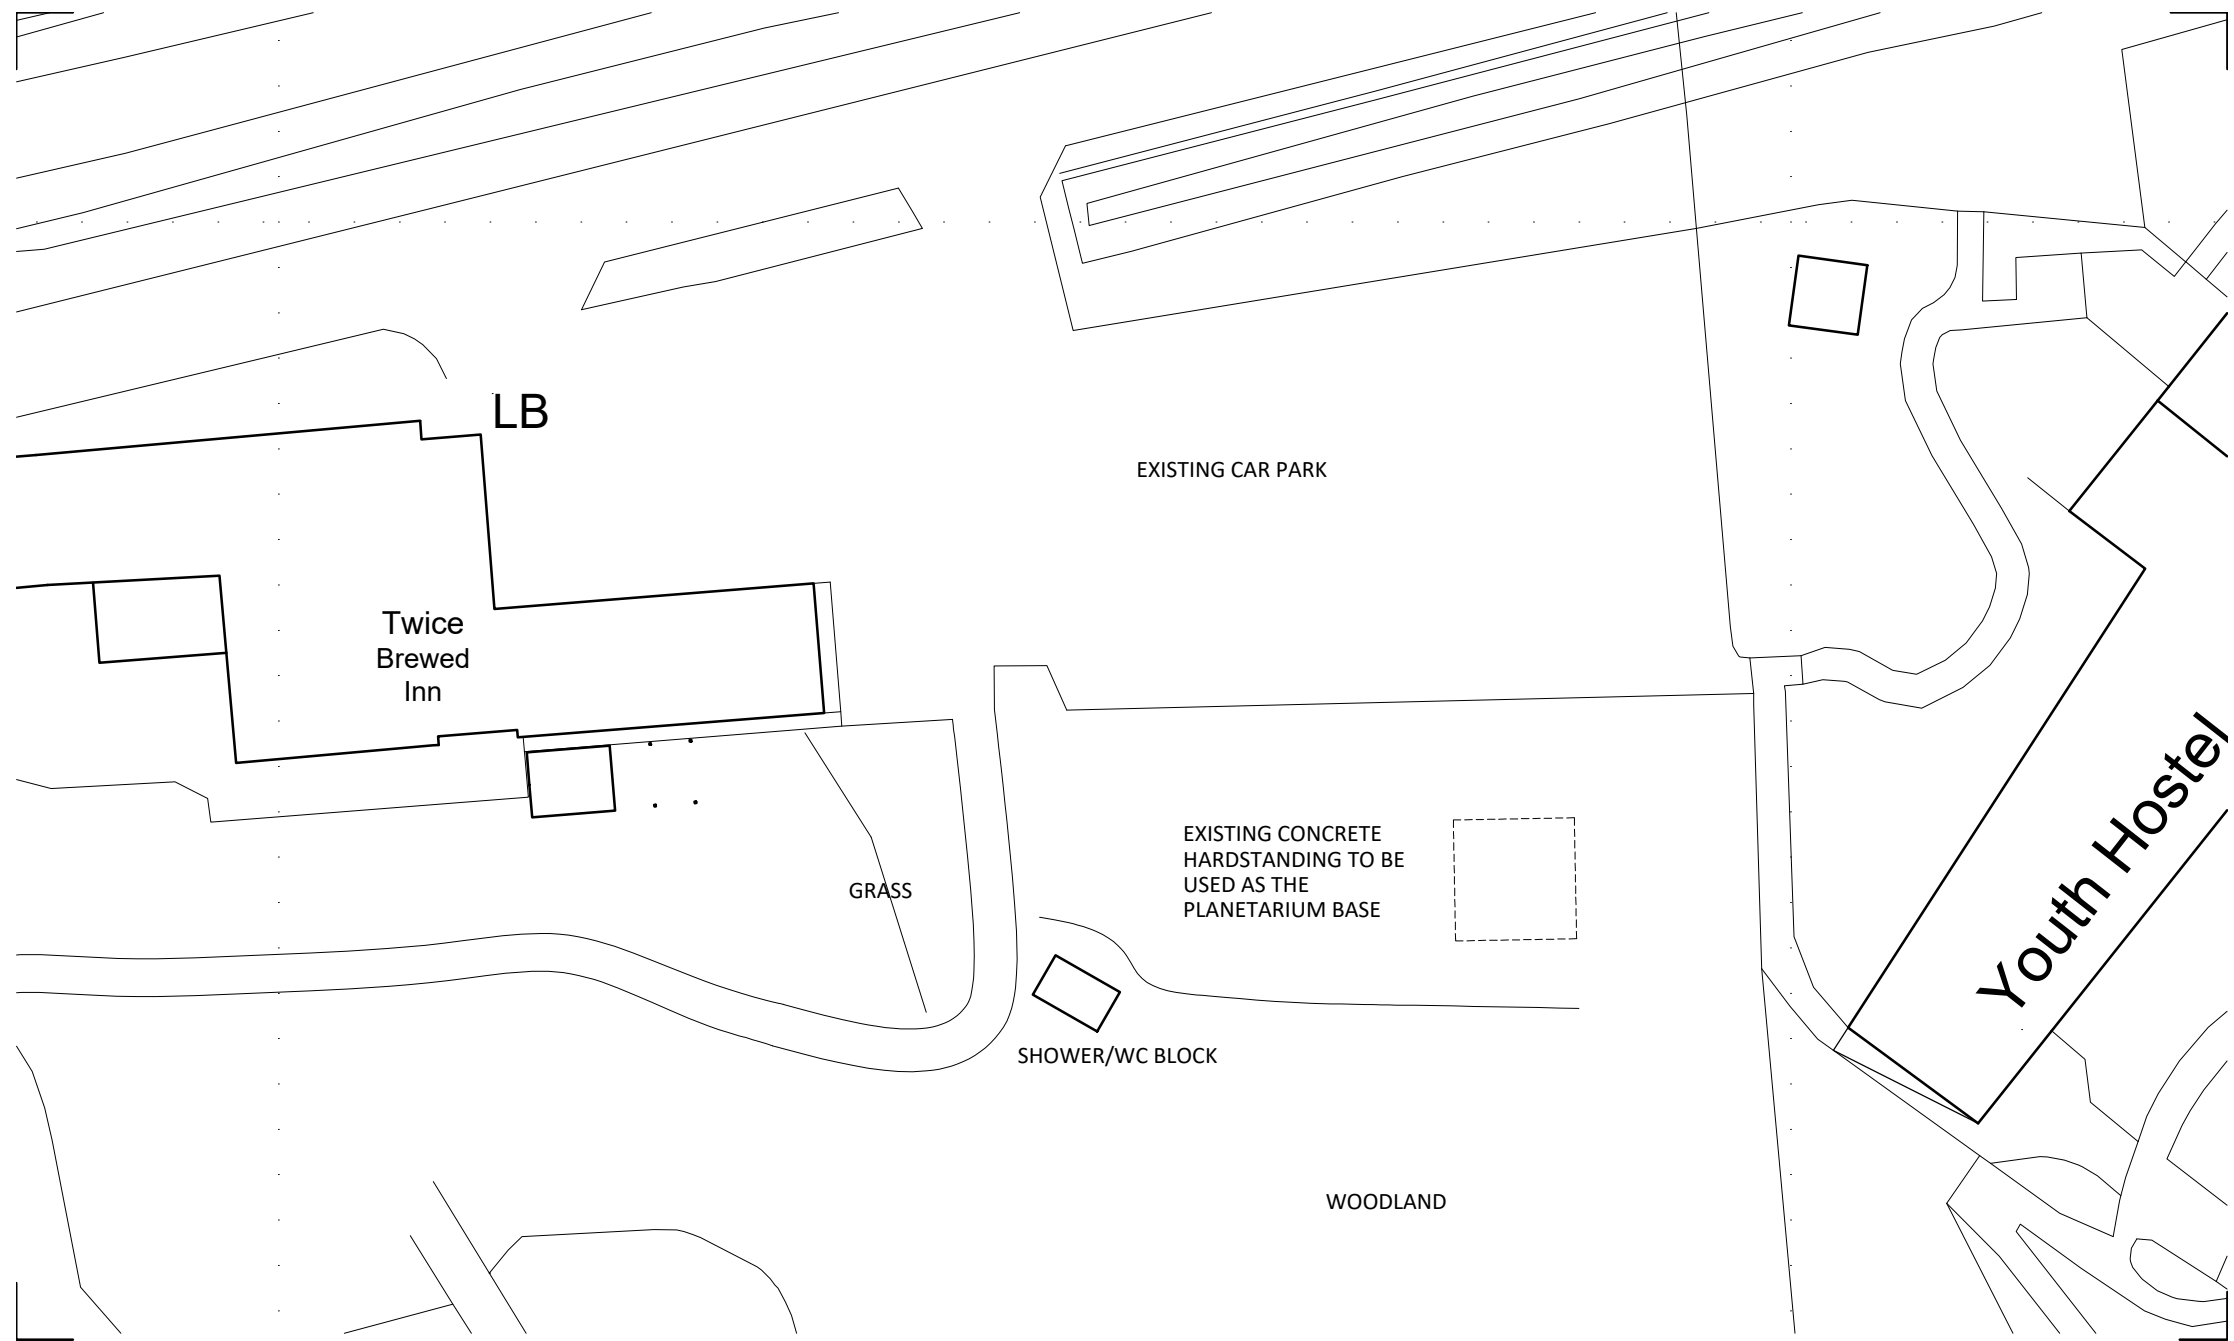 LB
EXISTING CAR PARK
Twice
Brewed
Inn
EXISTING CONCRETE
HARDSTANDING TO BE
USED AS THE
PLANETARIUM BASE
GRASS
Youth Hostel
SHOWER/WC BLOCK
WOODLAND